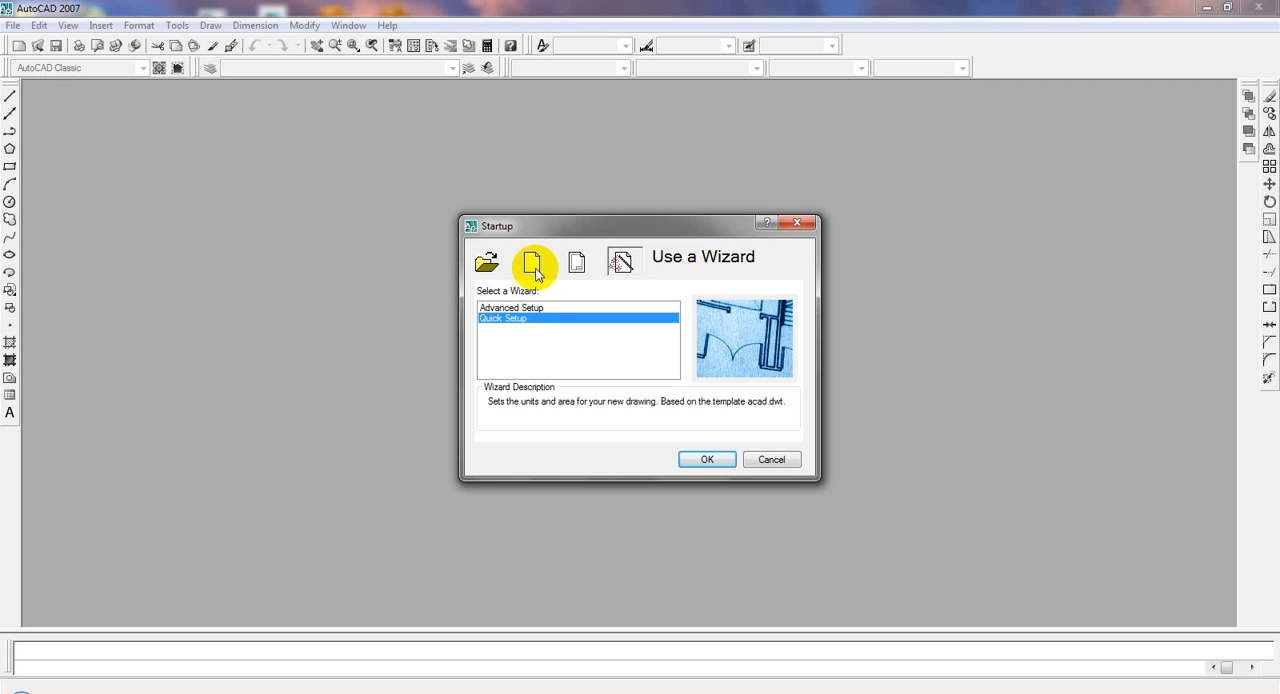 AutoCAD 2007
File Edit View Insert Format Tools Draw Dimension Modify Window Help
AutoCAD Classic
Startup
Use a Wizard
Select a Wizard:
Advanced Setup
Quick Setup
Wizard Description
Sets the units and area for your new drawing. Based on the template acad.dwt.
OK Cancel
A